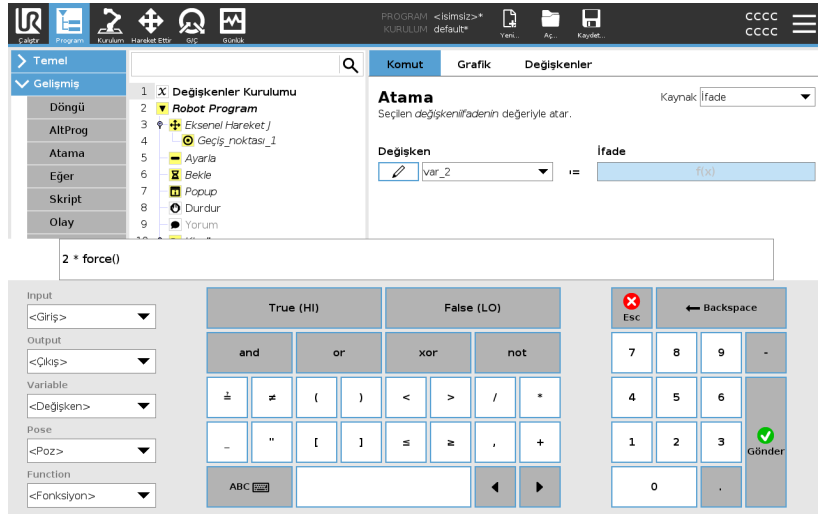 PROGRAM <isimsiz>*
KURULUM default*
Çalıştır Program Kurulum Hareket Ettir G/Ç Günlük Yeni... Aç... Kaydet...
cccc
cccc
Temel
Gelişmiş
Döngü
AltProg
Atama
Eğer
Skript
Olay
1 X Değişkenler Kurulumu
2 Robot Program
3 Eksenel Hareket J
4 Geçiş_noktası_1
5 Ayarla
6 Bekle
7 Popup
8 Durdur
9 Yorum
Komut Grafik Değişkenler
Atama
Kaynak İfade
Seçilen değişkeniifadenin değeriyle atar.
Değişken İfade
var_2 := f(x)
2 * force()
Input
<Giriş>
Output
<Çıkış>
Variable
<Değişken>
Pose
<Poz>
Function
<Fonksiyon>
True (HI) False (LO)
and or xor not
≟ ≠ ( ) < > / *
_ " [ ] ≤ ≥ , +
ABC
Esc Backspace
7 8 9 -
4 5 6
1 2 3 Gönder
0 .